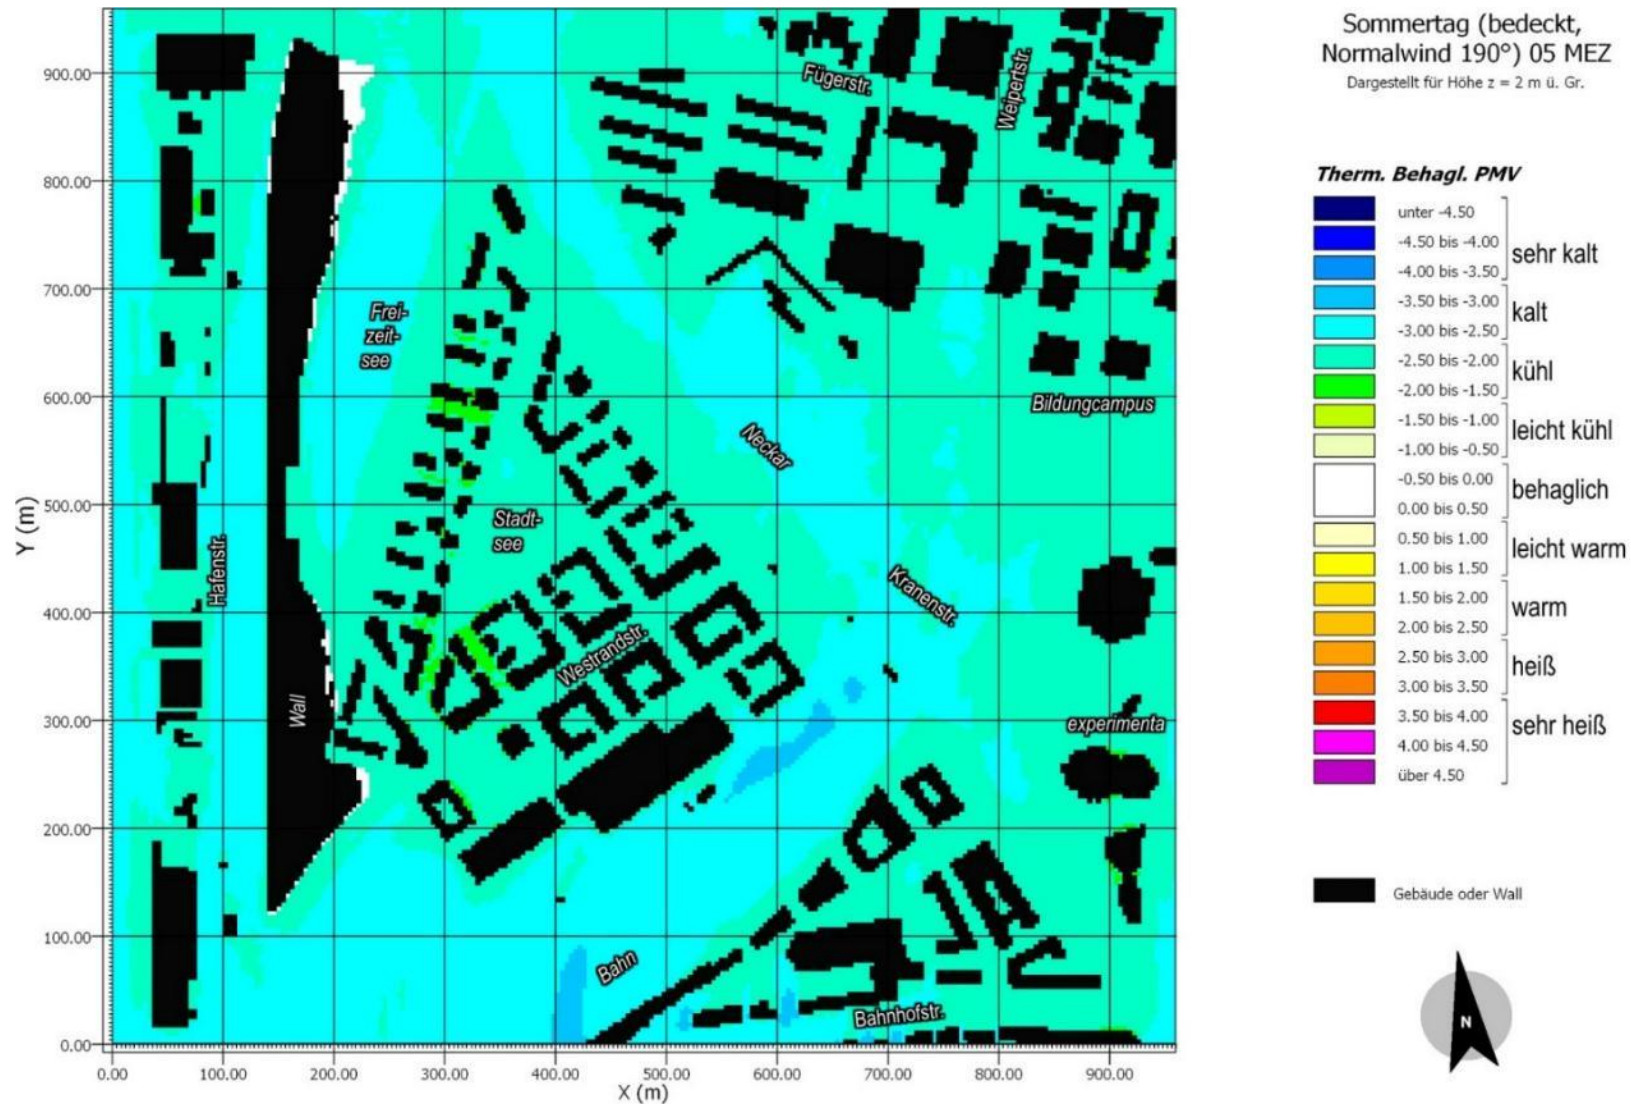 Sommertag (bedeckt,
Normalwind 190°) 05 MEZ
Dargestellt für Höhe z = 2 m ü. Gr.
Therm. Behagl. PMV
unter -4.50
-4.50 bis -4.00
-4.00 bis -3.50
sehr kalt
-3.50 bis -3.00
-3.00 bis -2.50
kalt
-2.50 bis -2.00
-2.00 bis -1.50
kühl
-1.50 bis -1.00
-1.00 bis -0.50
leicht kühl
-0.50 bis 0.00
0.00 bis 0.50
behaglich
0.50 bis 1.00
1.00 bis 1.50
leicht warm
1.50 bis 2.00
2.00 bis 2.50
warm
2.50 bis 3.00
3.00 bis 3.50
heiß
3.50 bis 4.00
4.00 bis 4.50
über 4.50
sehr heiß
Gebäude oder Wall
N
Fügerstr.
Weipertstr.
Frei-
zeit-
see
Bildungcampus
Neckar
Stadt-
see
Hafenstr.
Kranenstr.
Westrandstr.
Wall
experimenta
Bahn
Bahnhofstr.
Y (m)
900.00
800.00
700.00
600.00
500.00
400.00
300.00
200.00
100.00
0.00
0.00
100.00
200.00
300.00
400.00
500.00
600.00
700.00
800.00
900.00
X (m)